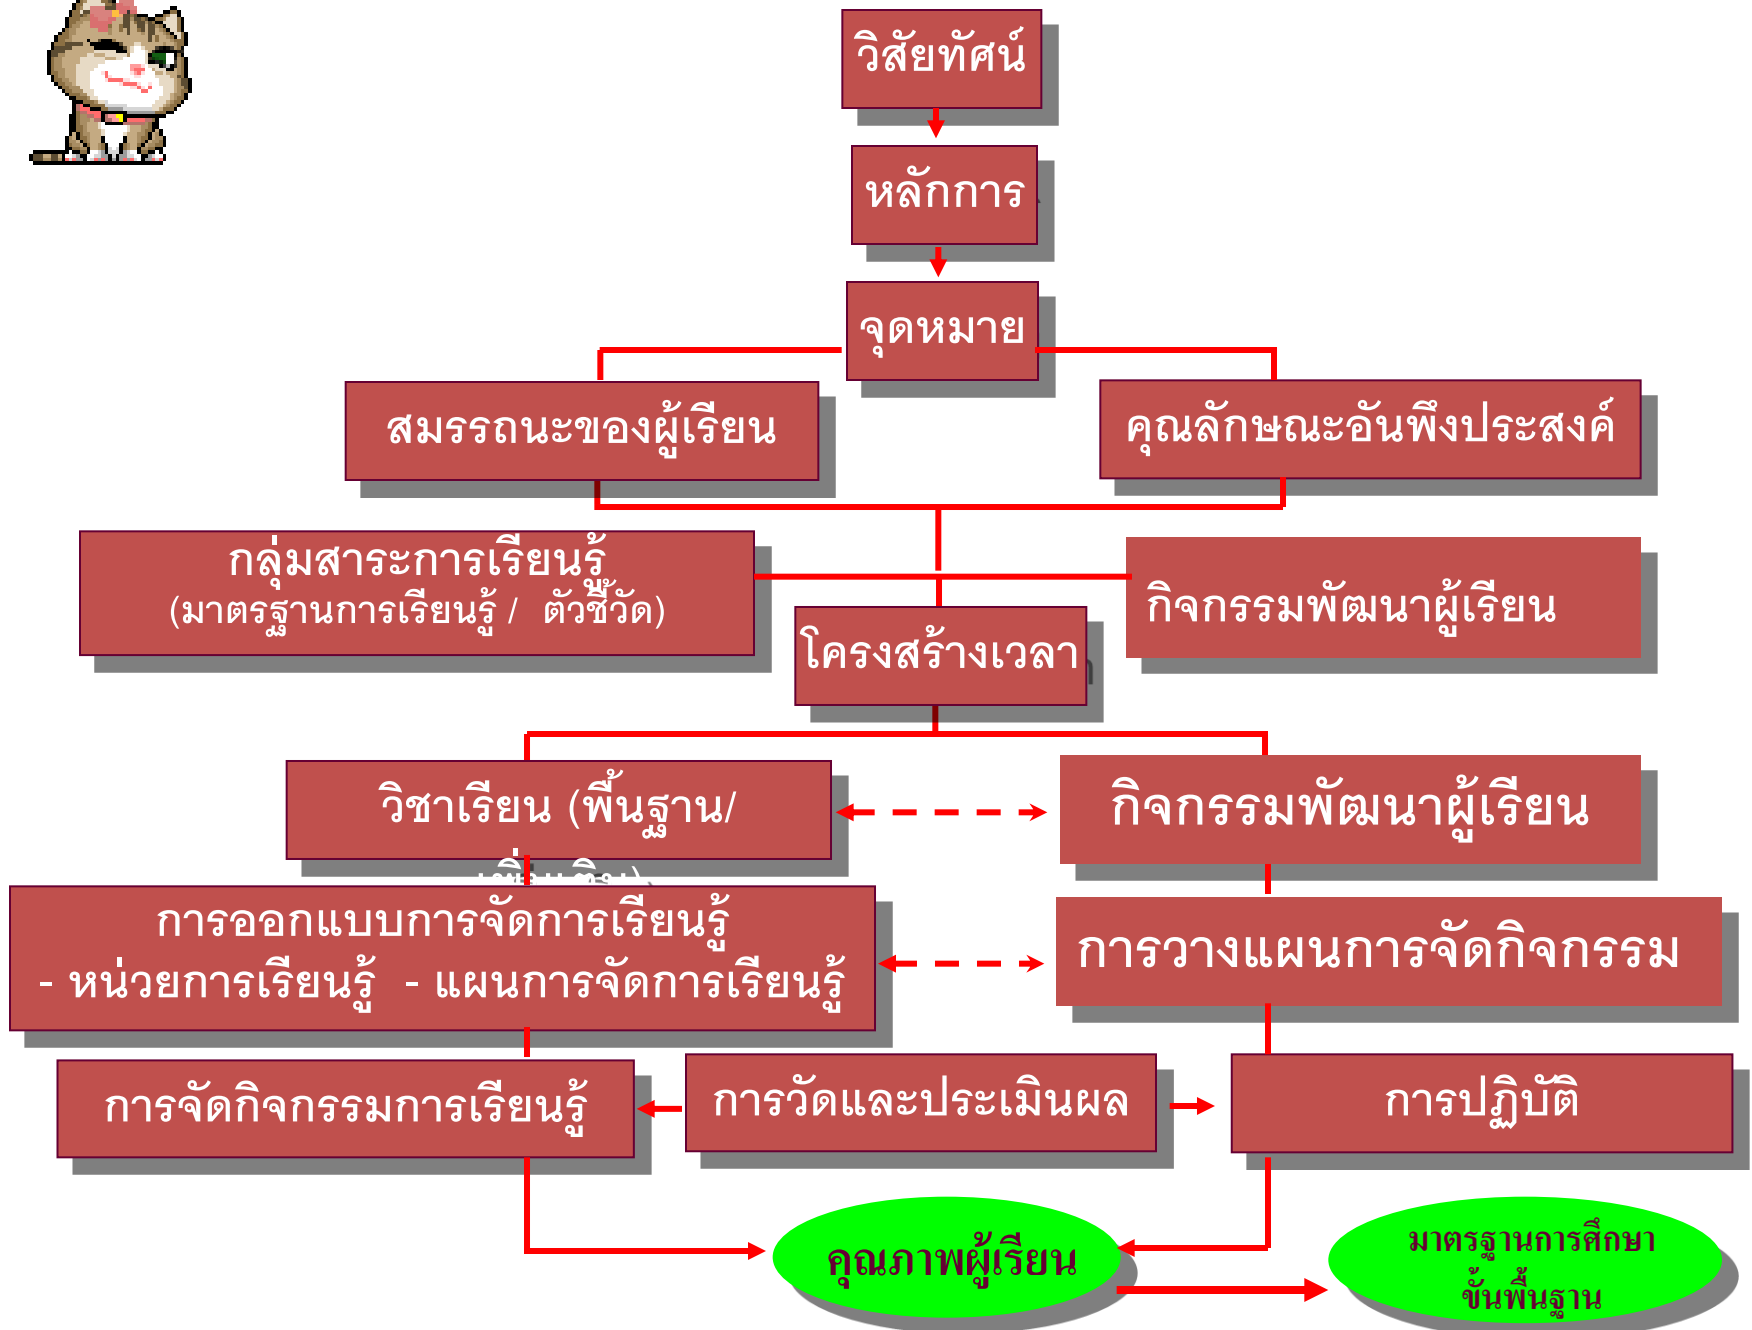 วิสัยทัศน์
หลักการ
จุดหมาย
สมรรถนะของผู้เรียน
คุณลักษณะอันพึงประสงค์
กลุ่มสาระการเรียนรู้
(มาตรฐานการเรียนรู้ / ตัวชี้วัด)
กิจกรรมพัฒนาผู้เรียน
โครงสร้างเวลา
วิชาเรียน (พื้นฐาน/
กิจกรรมพัฒนาผู้เรียน
การออกแบบการจัดการเรียนรู้
- หน่วยการเรียนรู้ - แผนการจัดการเรียนรู้
การวางแผนการจัดกิจกรรม
การจัดกิจกรรมการเรียนรู้
การวัดและประเมินผล
การปฏิบัติ
คุณภาพผู้เรียน
มาตรฐานการศึกษา
ขั้นพื้นฐาน